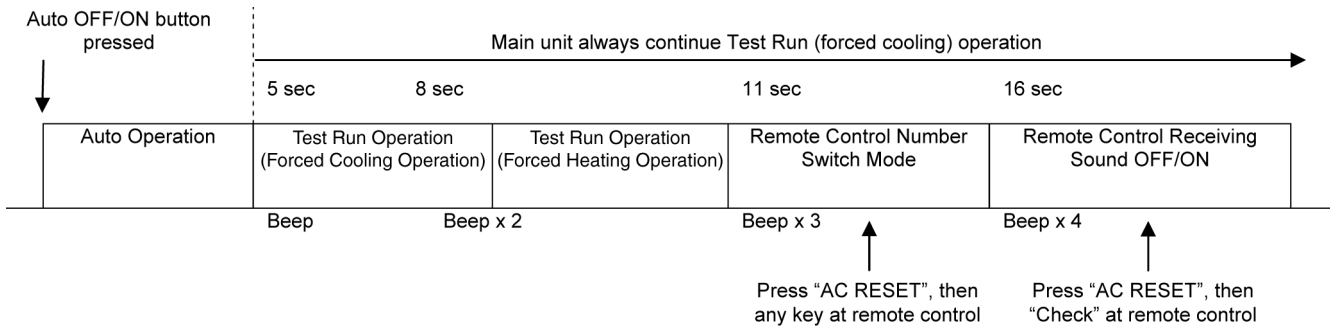 Auto OFF/ON button
pressed
Main unit always continue Test Run (forced cooling) operation
5 sec
8 sec
11 sec
16 sec
Auto Operation
Test Run Operation
(Forced Cooling Operation)
Test Run Operation
(Forced Heating Operation)
Remote Control Number
Switch Mode
Remote Control Receiving
Sound OFF/ON
Beep
Beep x 2
Beep x 3
Beep x 4
Press “AC RESET”, then
any key at remote control
Press “AC RESET”, then
“Check” at remote control